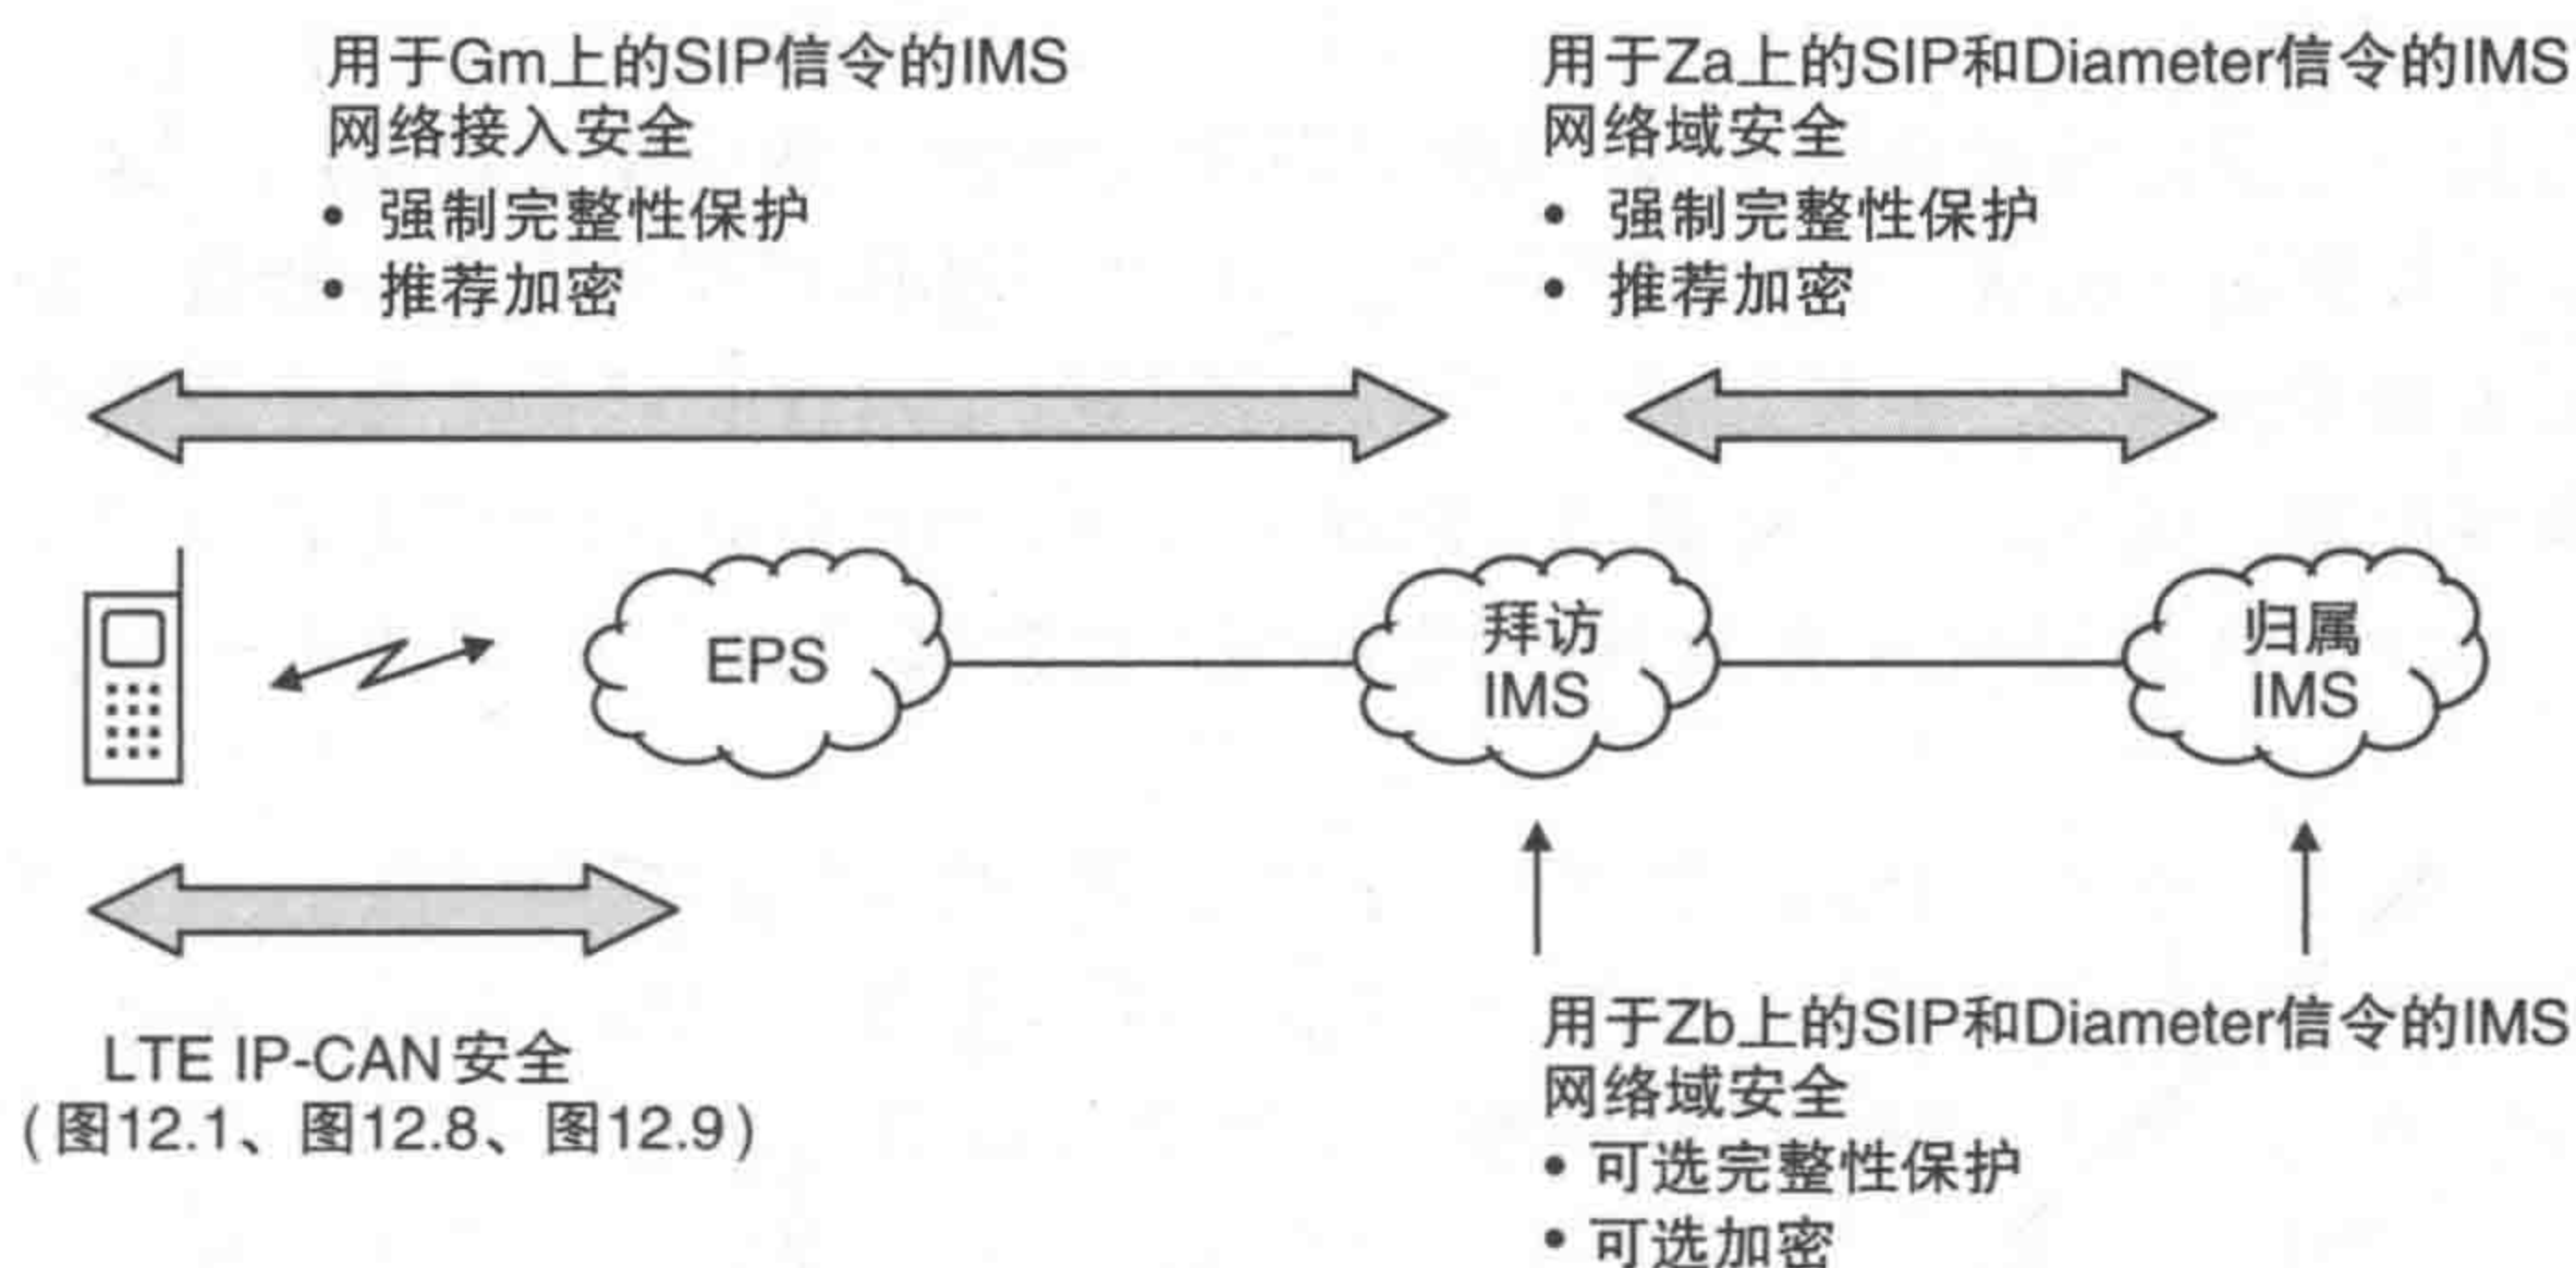 用于Gm上的SIP信令的IMS
网络接入安全
• 强制完整性保护
• 推荐加密
用于Za上的SIP和Diameter信令的IMS
网络域安全
• 强制完整性保护
• 推荐加密
EPS
拜访
IMS
归属
IMS
LTE IP-CAN安全
(图12.1、图12.8、图12.9)
用于Zb上的SIP和Diameter信令的IMS
网络域安全
• 可选完整性保护
• 可选加密